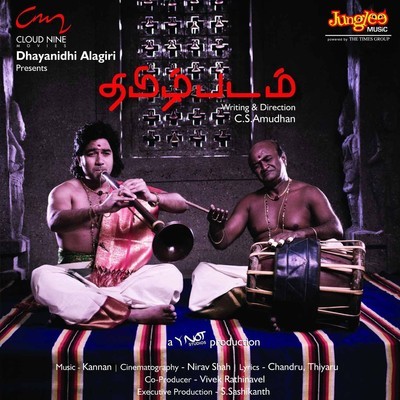 CLOUD NINE
MOVIES
Dhayanidhi Alagiri
Presents
Junglee
MUSIC
powered by THE TIMES GROUP
தமிழ்படம்
Writing & Direction
C.S.Amudhan
a Y NOT STUDIOS production
Music - Kannan | Cinematography - Nirav Shah | Lyrics - Chandru, Thiyaru
Co-Producer - Vivek Rathinavel
Executive Production - S.Sashikanth